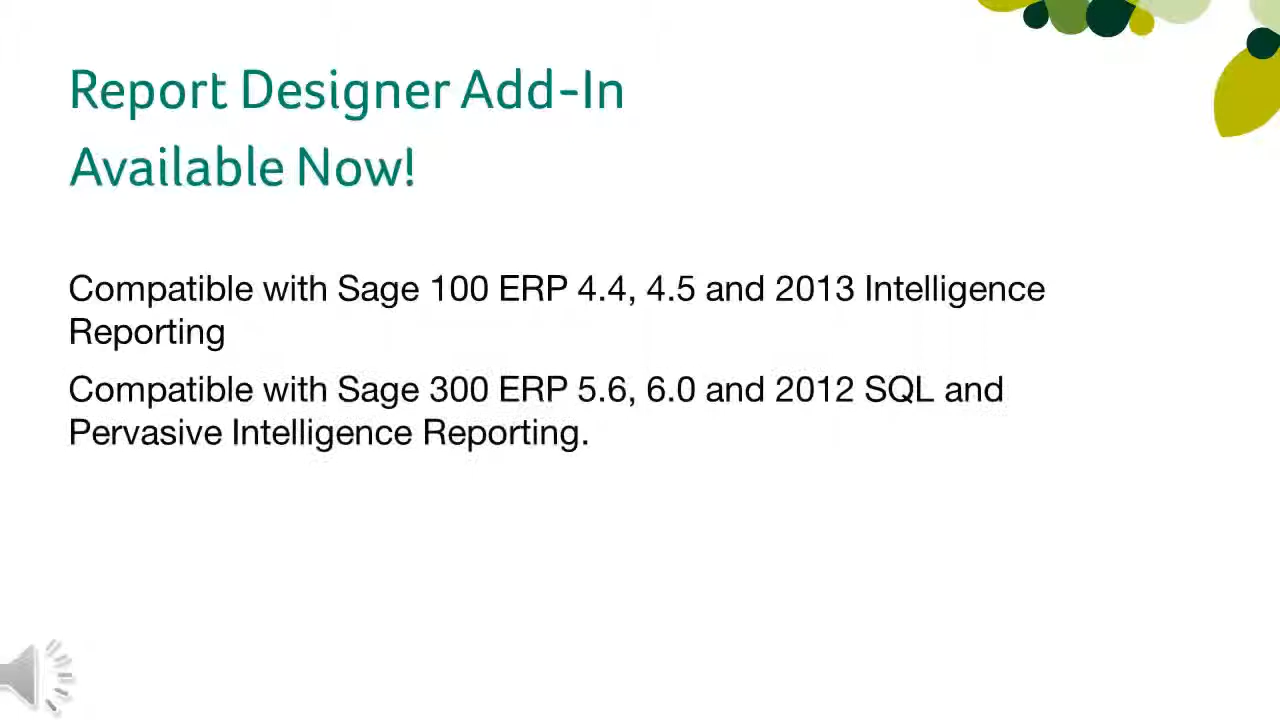 Report Designer Add-In
Available Now!
Compatible with Sage 100 ERP 4.4, 4.5 and 2013 Intelligence
Reporting
Compatible with Sage 300 ERP 5.6, 6.0 and 2012 SQL and
Pervasive Intelligence Reporting.